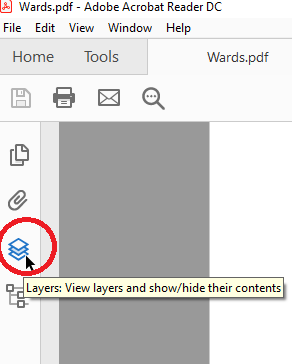 Wards.pdf - Adobe Acrobat Reader DC
File Edit View Window Help
Home Tools Wards.pdf
Layers: View layers and show/hide their contents